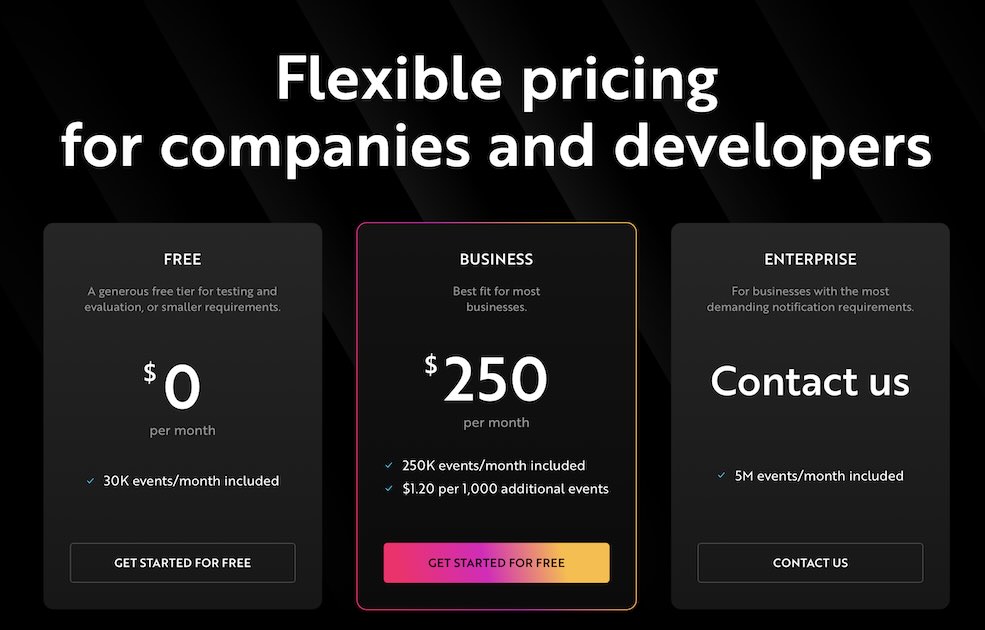 Flexible pricing
for companies and developers
FREE
A generous free tier for testing and
evaluation, or smaller requirements.
$0
per month
30K events/month included
GET STARTED FOR FREE
BUSINESS
Best fit for most
businesses.
$250
per month
250K events/month included
$1.20 per 1,000 additional events
GET STARTED FOR FREE
ENTERPRISE
For businesses with the most
demanding notification requirements.
Contact us
5M events/month included
CONTACT US